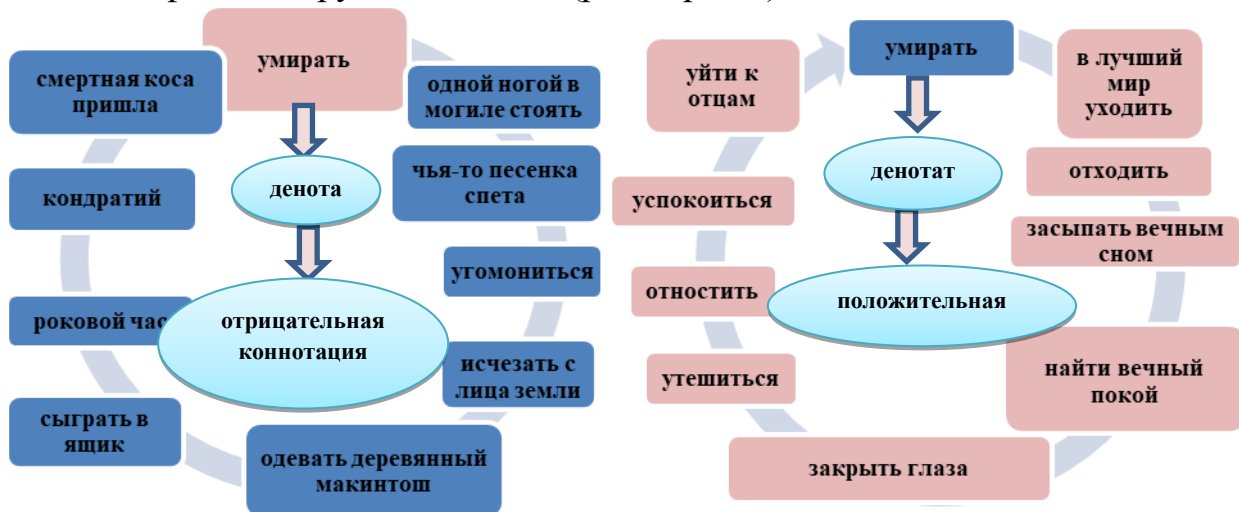 умирать
смертная коса
пришла
одной ногой в
могиле стоять
денота
чья-то песенка
спета
кондратий
угомониться
роковой час
отрицательная
коннотация
исчезать с
лица земли
сыграть в
ящик
одевать деревянный
макинтош
умирать
уйти к
отцам
в лучший
мир
уходить
денотат
отходить
успокоиться
засыпать вечным
сном
отностить
положительная
утешиться
найти вечный
покой
закрыть глаза